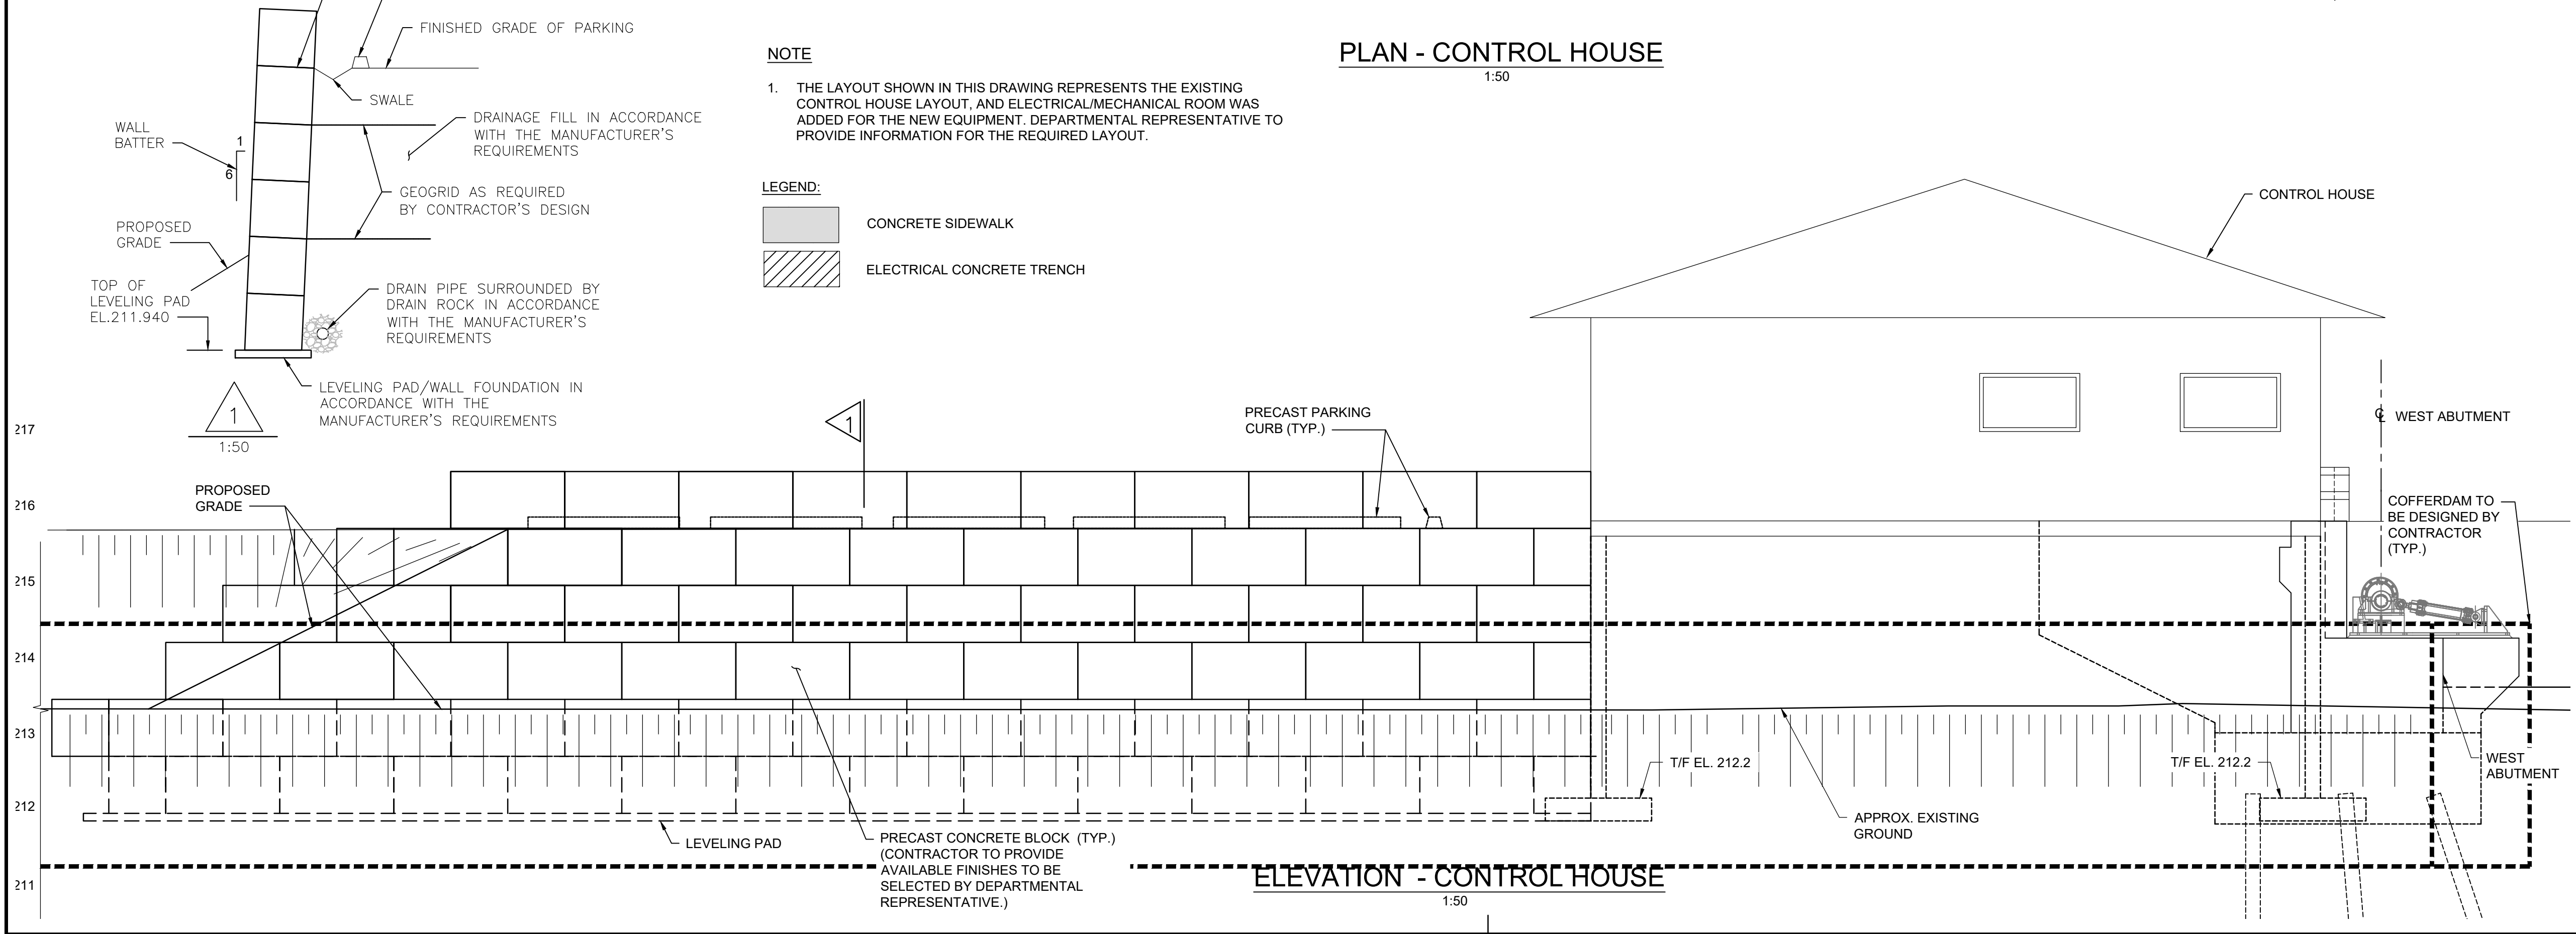 FINISHED GRADE OF PARKING
SWALE
WALL
BATTER
1
6
DRAINAGE FILL IN ACCORDANCE
WITH THE MANUFACTURER'S
REQUIREMENTS
GEOGRID AS REQUIRED
BY CONTRACTOR'S DESIGN
PROPOSED
GRADE
TOP OF
LEVELING PAD
EL.211.940
DRAIN PIPE SURROUNDED BY
DRAIN ROCK IN ACCORDANCE
WITH THE MANUFACTURER'S
REQUIREMENTS
LEVELING PAD/WALL FOUNDATION IN
ACCORDANCE WITH THE
MANUFACTURER'S REQUIREMENTS
1
1:50
NOTE
1. THE LAYOUT SHOWN IN THIS DRAWING REPRESENTS THE EXISTING
CONTROL HOUSE LAYOUT, AND ELECTRICAL/MECHANICAL ROOM WAS
ADDED FOR THE NEW EQUIPMENT. DEPARTMENTAL REPRESENTATIVE TO
PROVIDE INFORMATION FOR THE REQUIRED LAYOUT.
LEGEND:
CONCRETE SIDEWALK
ELECTRICAL CONCRETE TRENCH
PLAN - CONTROL HOUSE
1:50
CONTROL HOUSE
℄ WEST ABUTMENT
1
PRECAST PARKING
CURB (TYP.)
217
216
215
214
213
212
211
PROPOSED
GRADE
COFFERDAM TO
BE DESIGNED BY
CONTRACTOR
(TYP.)
T/F EL. 212.2
T/F EL. 212.2
WEST
ABUTMENT
APPROX. EXISTING
GROUND
LEVELING PAD
PRECAST CONCRETE BLOCK (TYP.)
(CONTRACTOR TO PROVIDE
AVAILABLE FINISHES TO BE
SELECTED BY DEPARTMENTAL
REPRESENTATIVE.)
ELEVATION - CONTROL HOUSE
1:50